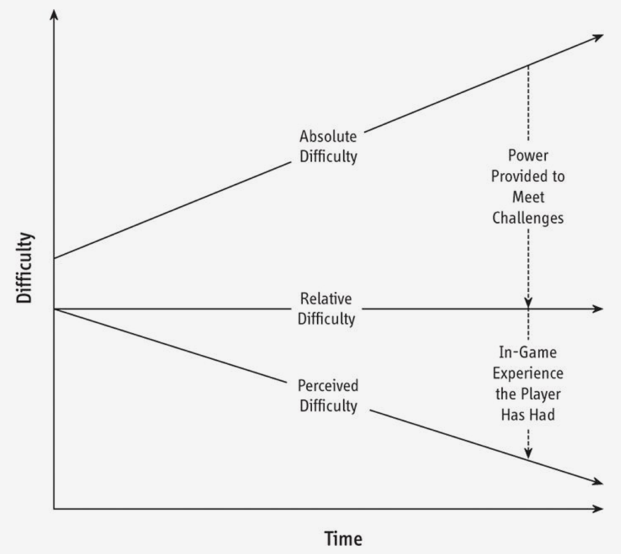 Absolute
Difficulty
Power
Provided to
Meet
Challenges
Difficulty
Relative
Difficulty
In-Game
Experience
the Player
Has Had
Perceived
Difficulty
Time